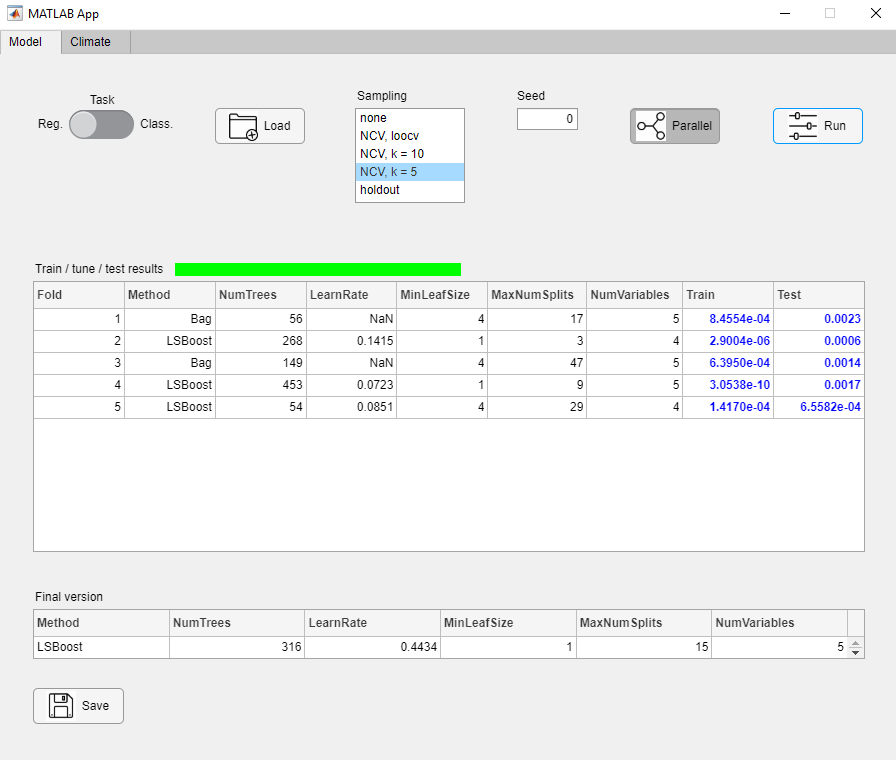 MATLAB App
Model Climate
Task
Reg. Class.
Load
Sampling
none
NCV, loocv
NCV, k = 10
NCV, k = 5
holdout
Seed
0
Parallel
Run
Train / tune / test results
Fold Method NumTrees LearnRate MinLeafSize MaxNumSplits NumVariables Train Test
1 Bag 56 NaN 4 17 5 8.4554e-04 0.0023
2 LSBoost 268 0.1415 1 3 4 2.9004e-06 0.0006
3 Bag 149 NaN 4 47 5 6.3950e-04 0.0014
4 LSBoost 453 0.0723 1 9 5 3.0538e-10 0.0017
5 LSBoost 54 0.0851 4 29 4 1.4170e-04 6.5582e-04
Final version
Method NumTrees LearnRate MinLeafSize MaxNumSplits NumVariables
LSBoost 316 0.4434 1 15 5
Save